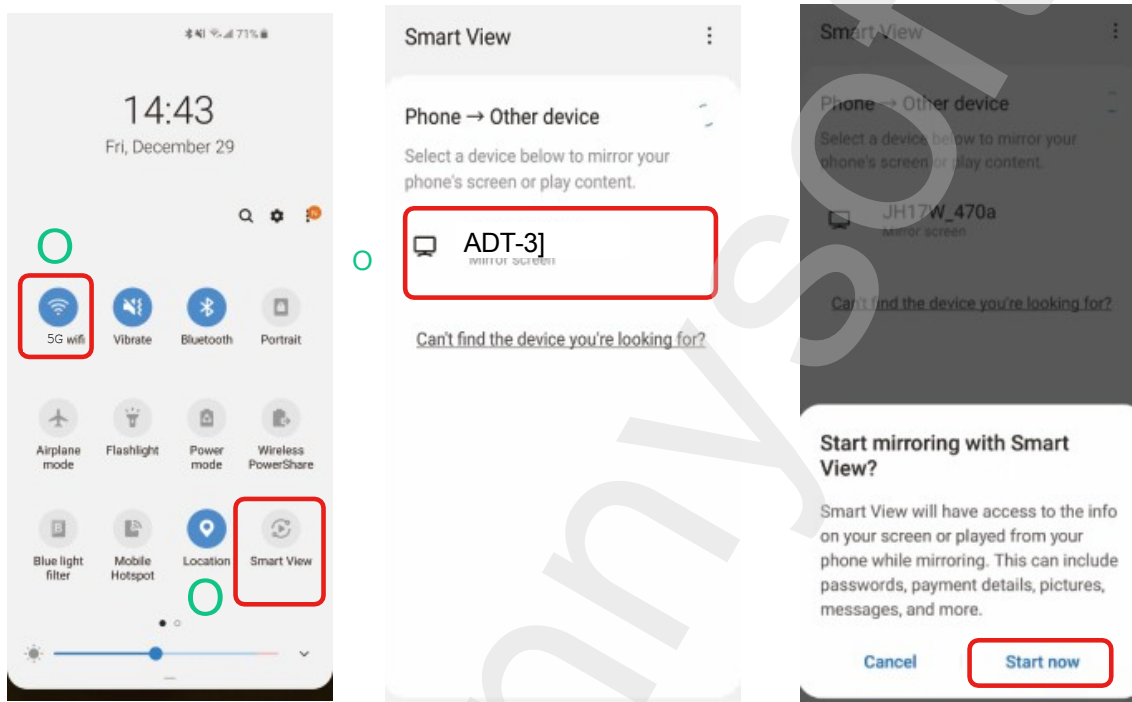 71%
14:43
Fri, December 29
N
O
5G wifi
Vibrate
Bluetooth
Portrait
Airplane mode
Flashlight
Power mode
Wireless PowerShare
B
Blue light filter
Mobile Hotspot
Location
Smart View
O
Smart View
Phone → Other device
Select a device below to mirror your
phone's screen or play content.
O
ADT-3]
Mirror screen
Can't find the device you're looking for?
Smart View
Phone → Other device
Select a device below to mirror your
phone's screen or play content.
JH17W_470a
Mirror screen
Can't find the device you're looking for?
Start mirroring with Smart
View?
Smart View will have access to the info
on your screen or played from your
phone while mirroring. This can include
passwords, payment details, pictures,
messages, and more.
Cancel
Start now